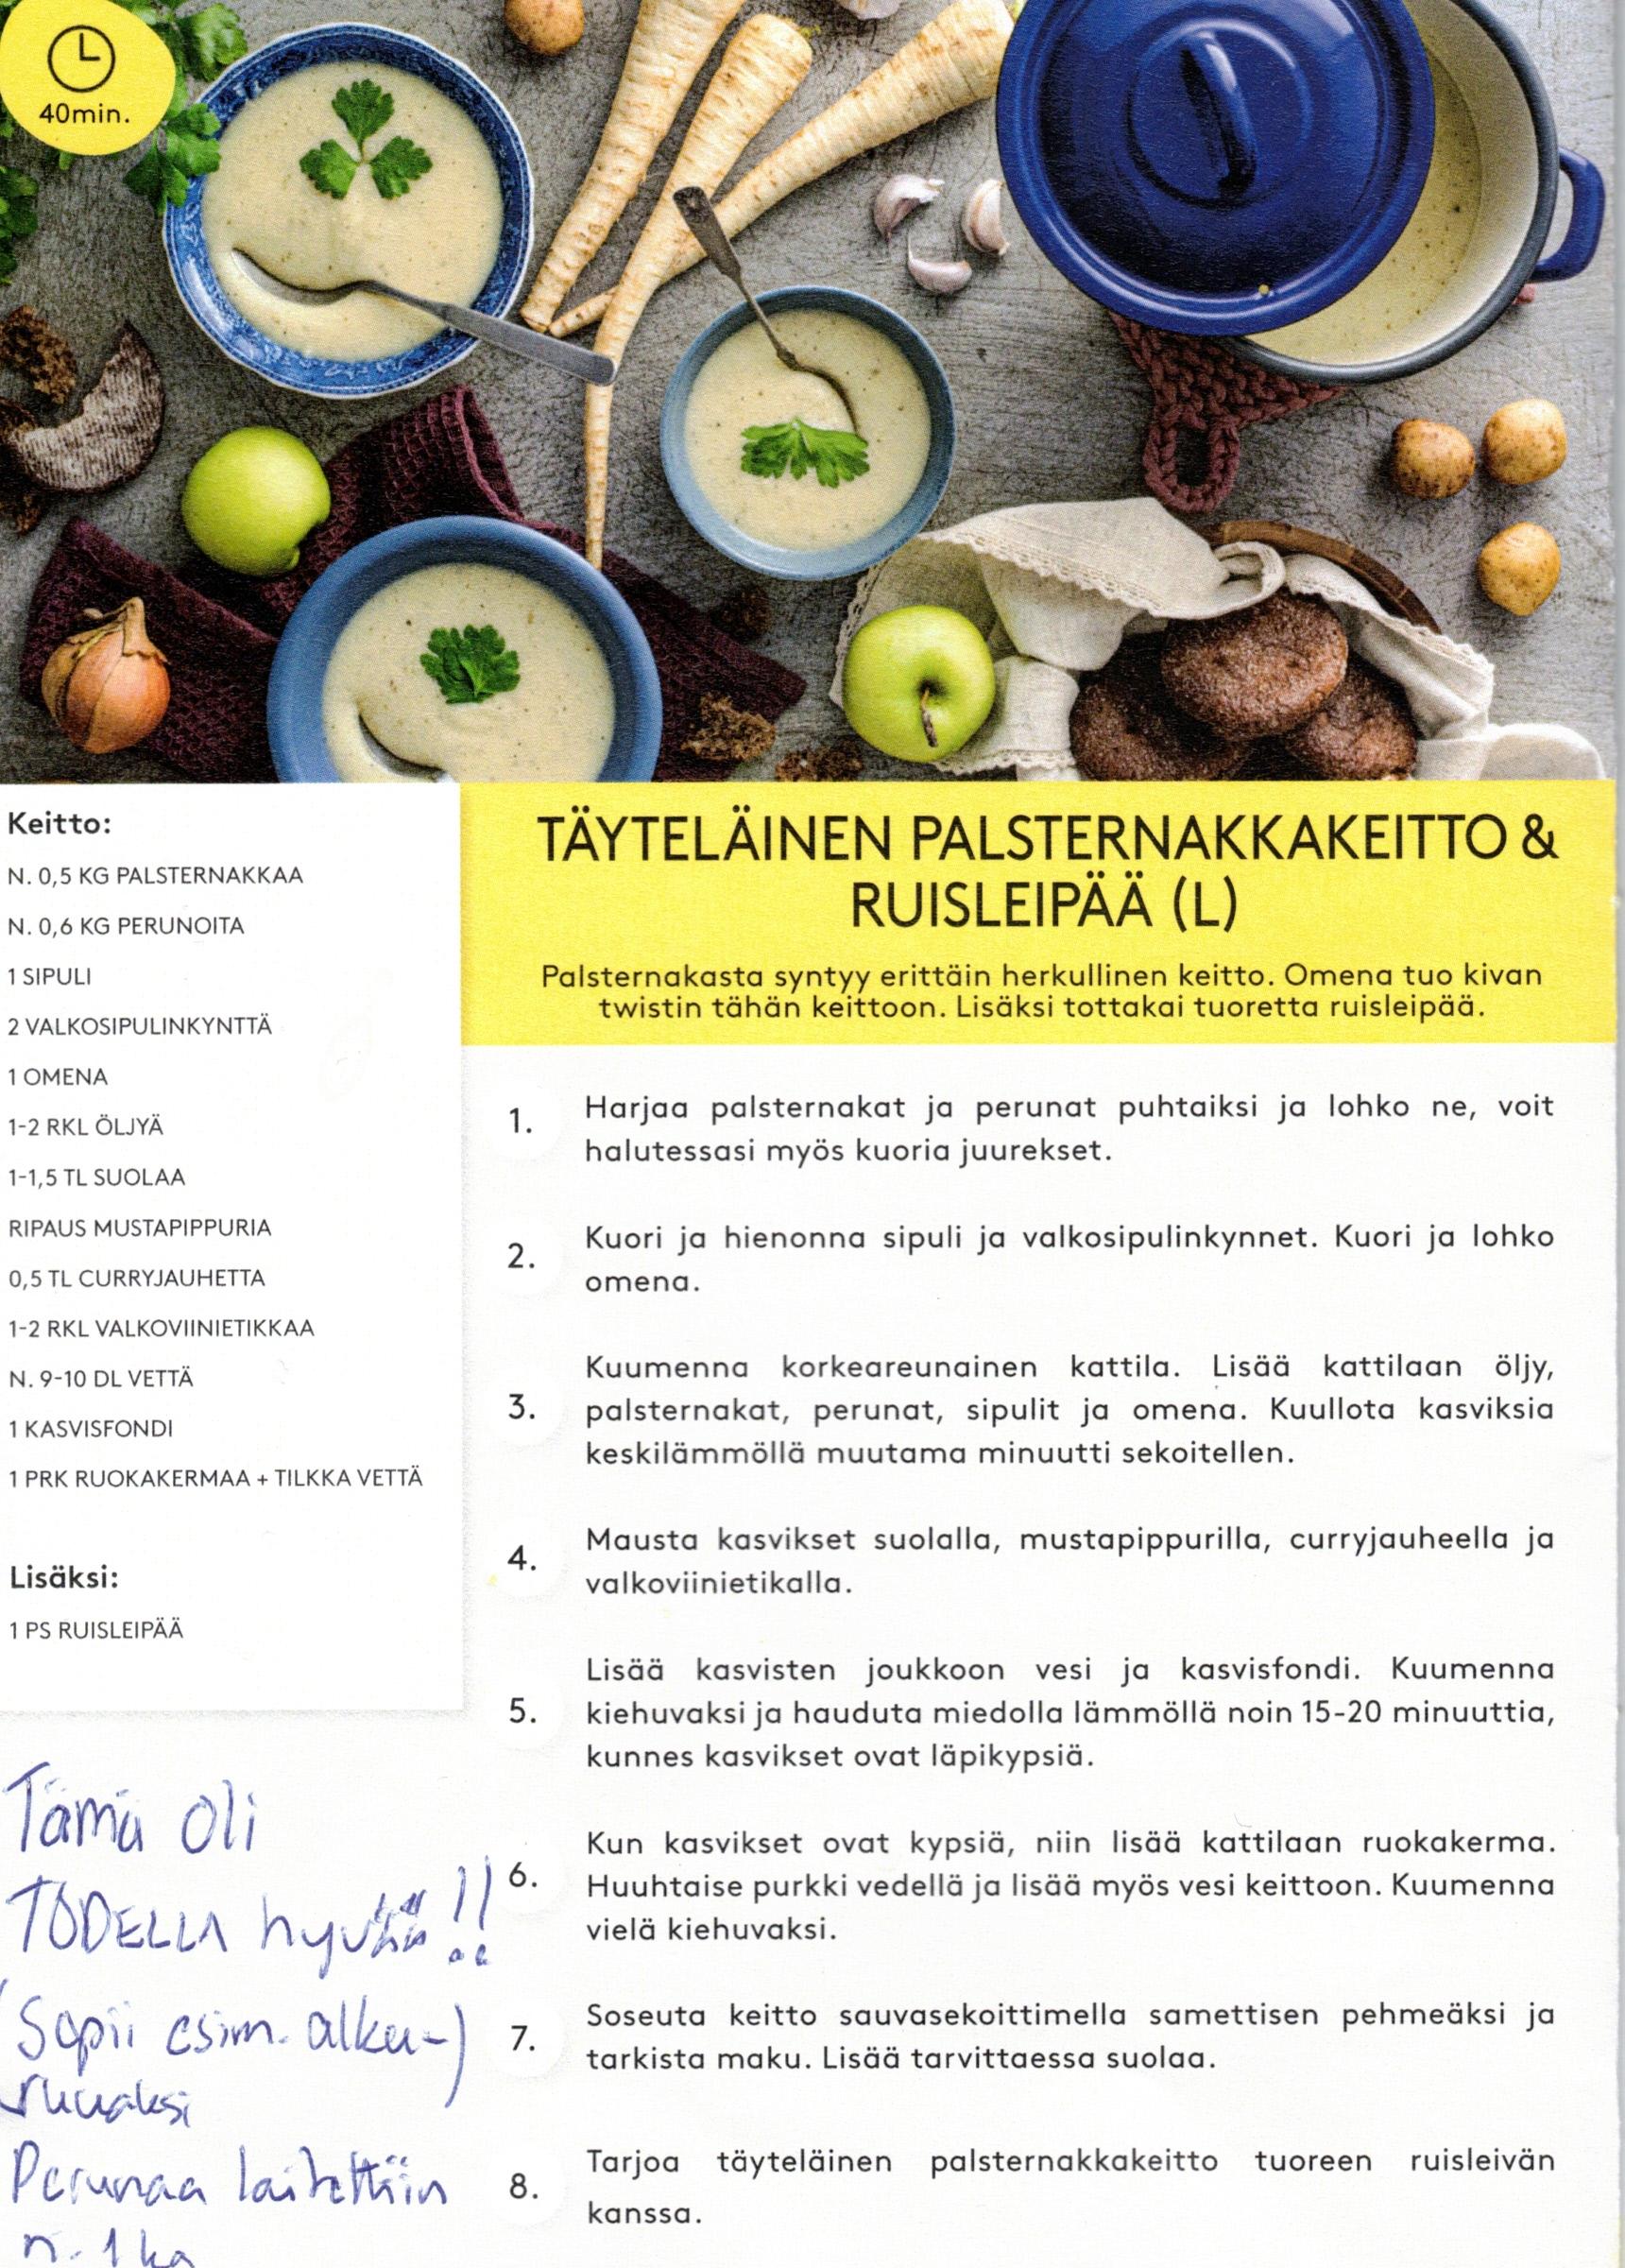 40min.
TÄYTELÄINEN PALSTERNAKKAKEITTO &
RUISLEIPÄÄ (L)
Palsternakasta syntyy erittäin herkullinen keitto. Omena tuo kivan
twistin tähän keittoon. Lisäksi tottakai tuoretta ruisleipää.
Keitto:
N. 0,5 KG PALSTERNAKKAA
N. 0,6 KG PERUNOITA
1 SIPULI
2 VALKOSIPULINKYNTTÄ
1 OMENA
1-2 RKL ÖLJYÄ
1-1,5 TL SUOLAA
RIPAUS MUSTAPIPPURIA
0,5 TL CURRYJAUHETTA
1-2 RKL VALKOVIINIETIKKAA
N. 9-10 DL VETTÄ
1 KASVISFONDI
1 PRK RUOKAKERMAA + TILKKA VETTÄ
Lisäksi:
1 PS RUISLEIPÄÄ
Tämä oli
TODELLA hyvää!!
(Sopii esim. alku-)
ruuaksi
Perunaa laitettiin
n. 1 kg
1. Harjaa palsternakat ja perunat puhtaiksi ja lohko ne, voit
halutessasi myös kuoria juurekset.
2. Kuori ja hienonna sipuli ja valkosipulinkynnet. Kuori ja lohko
omena.
3. Kuumenna korkeareunainen kattila. Lisää kattilaan öljy,
palsternakat, perunat, sipulit ja omena. Kuullota kasviksia
keskilämmöllä muutama minuutti sekoitellen.
4. Mausta kasvikset suolalla, mustapippurilla, curryjauheella ja
valkoviinietikalla.
5. Lisää kasvisten joukkoon vesi ja kasvisfondi. Kuumenna
kiehuvaksi ja hauduta miedolla lämmöllä noin 15-20 minuuttia,
kunnes kasvikset ovat läpikypsiä.
6. Kun kasvikset ovat kypsiä, niin lisää kattilaan ruokakerma.
Huuhtaise purkki vedellä ja lisää myös vesi keittoon. Kuumenna
vielä kiehuvaksi.
7. Soseuta keitto sauvasekoittimella samettisen pehmeäksi ja
tarkista maku. Lisää tarvittaessa suolaa.
8. Tarjoa täyteläinen palsternakkakeitto tuoreen ruisleivän
kanssa.